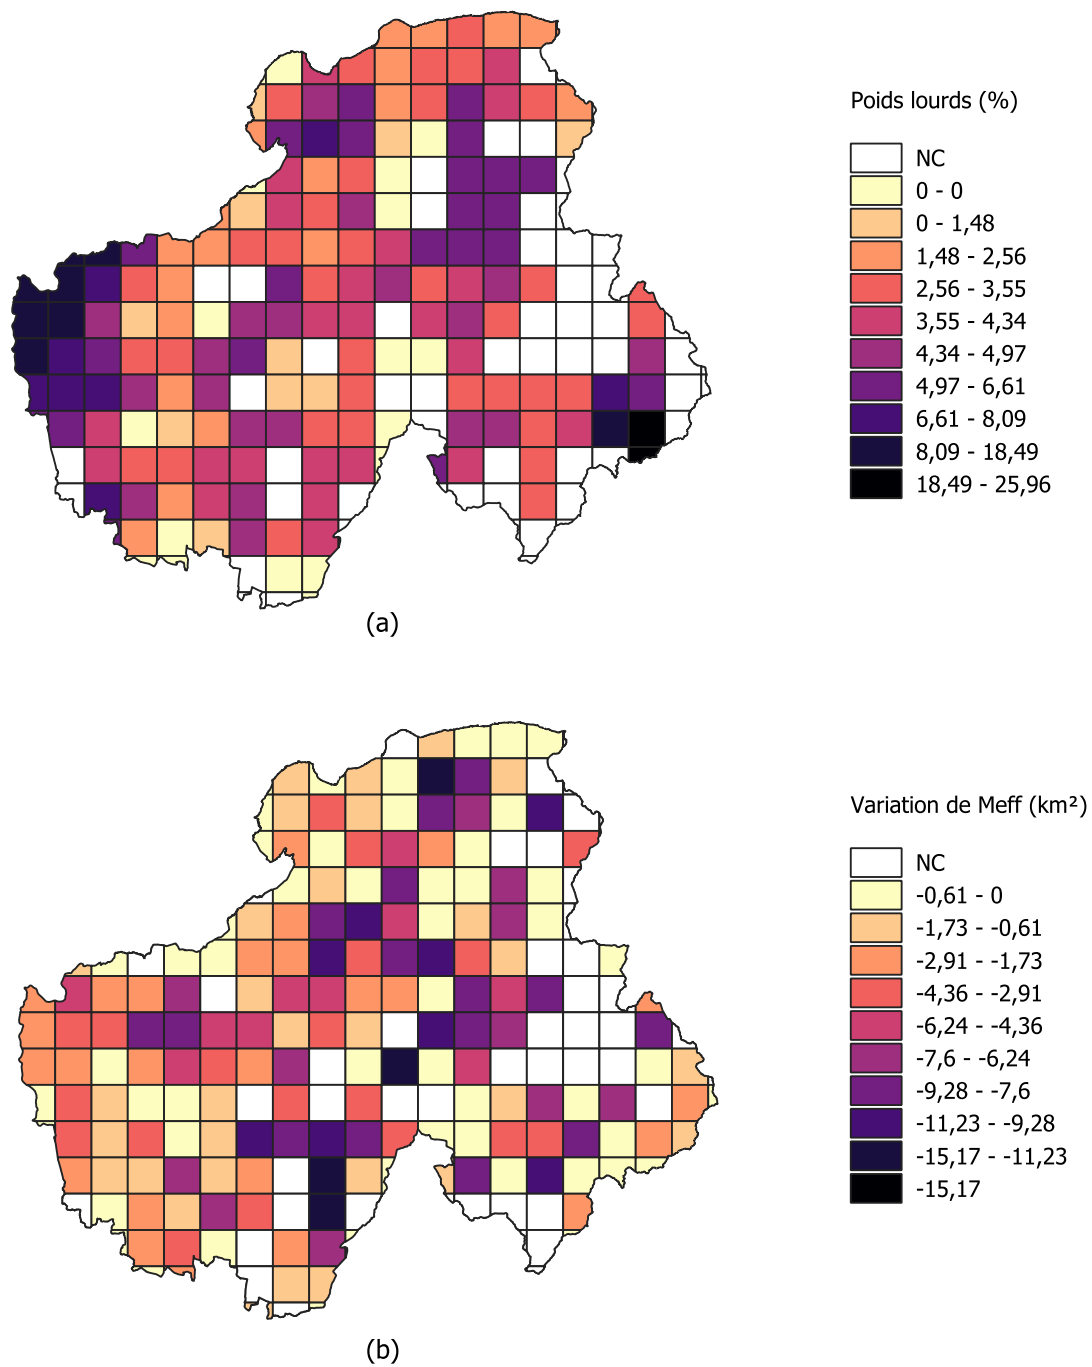 Poids lourds (%)
NC
0 - 0
0 - 1,48
1,48 - 2,56
2,56 - 3,55
3,55 - 4,34
4,34 - 4,97
4,97 - 6,61
6,61 - 8,09
8,09 - 18,49
18,49 - 25,96
(a)
Variation de Meff (km²)
NC
-0,61 - 0
-1,73 - -0,61
-2,91 - -1,73
-4,36 - -2,91
-6,24 - -4,36
-7,6 - -6,24
-9,28 - -7,6
-11,23 - -9,28
-15,17 - -11,23
-15,17
(b)